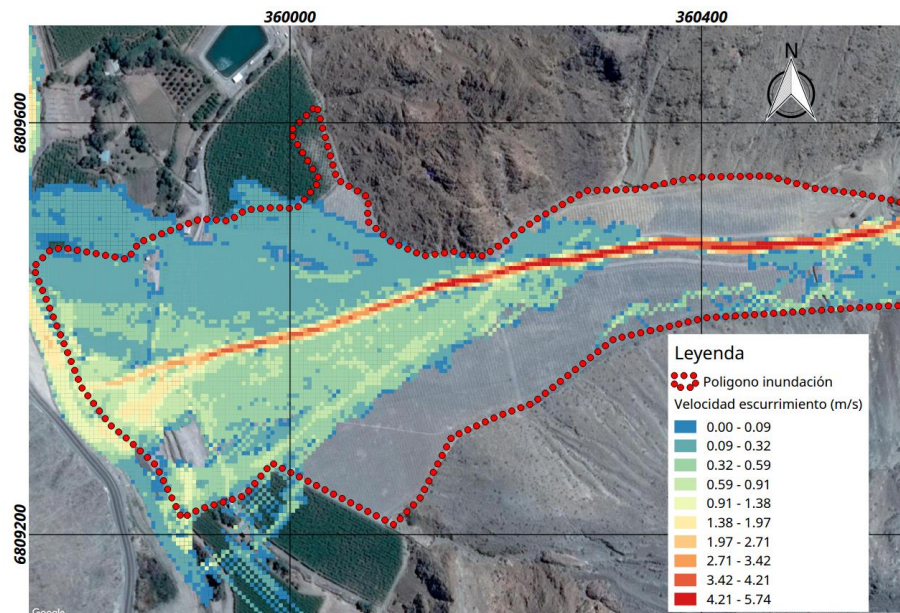 360000
360400
N
6809600
6809200
Leyenda
Poligono inundación
Velocidad escurrimiento (m/s)
0.00 - 0.09
0.09 - 0.32
0.32 - 0.59
0.59 - 0.91
0.91 - 1.38
1.38 - 1.97
1.97 - 2.71
2.71 - 3.42
3.42 - 4.21
4.21 - 5.74
Google